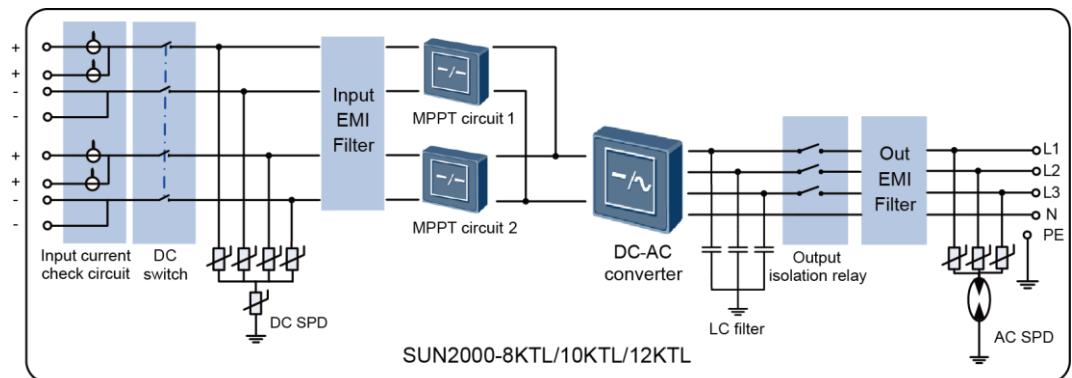 +
+
-
-
+
+
-
-
Input current
check circuit
DC
switch
DC SPD
Input
EMI
Filter
MPPT circuit 1
MPPT circuit 2
DC-AC
converter
LC filter
Output
isolation relay
Out
EMI
Filter
L1
L2
L3
N
PE
AC SPD
SUN2000-8KTL/10KTL/12KTL